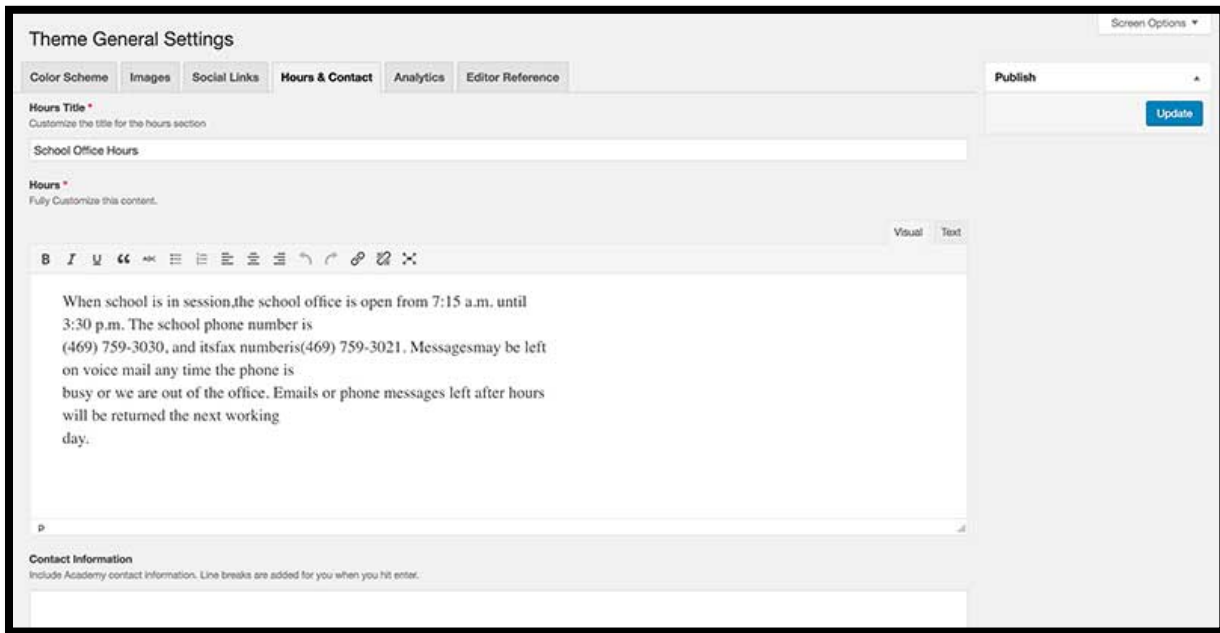 Screen Options
Theme General Settings
Color Scheme Images Social Links Hours & Contact Analytics Editor Reference
Publish
Hours Title *
Customize the title for the hours section
Update
School Office Hours
Hours *
Fully Customize this content.
Visual Text
B I U “ ABC
When school is in session,the school office is open from 7:15 a.m. until
3:30 p.m. The school phone number is
(469) 759-3030, and itsfax numberis(469) 759-3021. Messagesmay be left
on voice mail any time the phone is
busy or we are out of the office. Emails or phone messages left after hours
will be returned the next working
day.
P
Contact Information
Include Academy contact information. Line breaks are added for you when you hit enter.